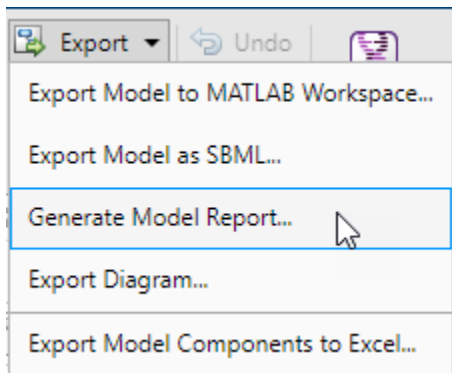 Export Undo
Export Model to MATLAB Workspace...
Export Model as SBML...
Generate Model Report...
Export Diagram...
Export Model Components to Excel...